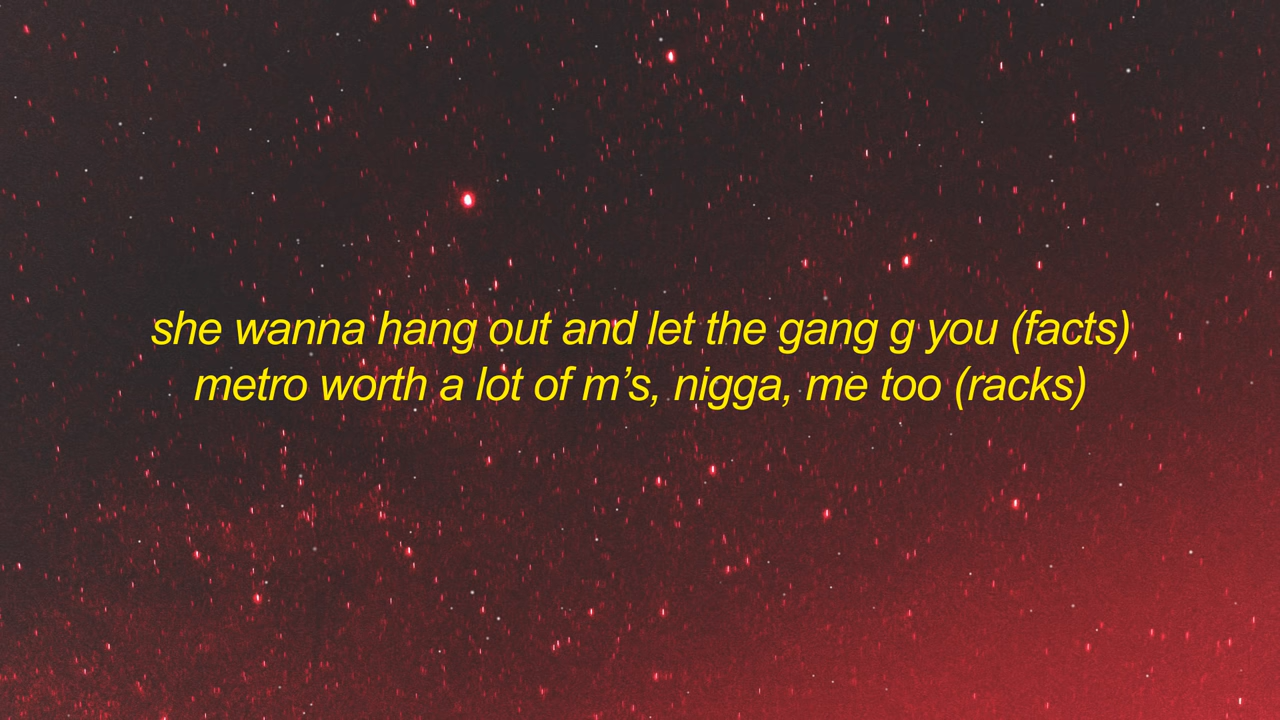 she wanna hang out and let the gang g you (facts)
metro worth a lot of m’s, nigga, me too (racks)